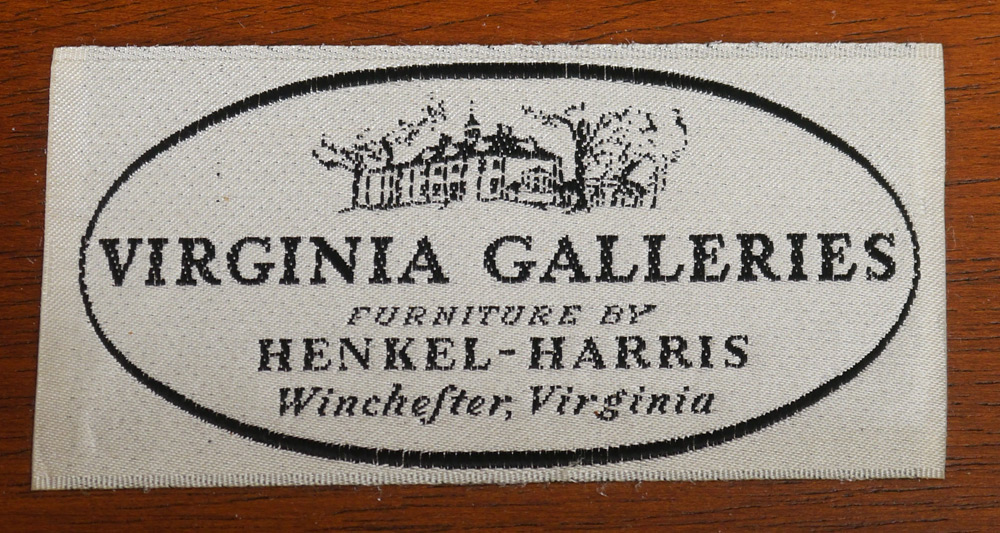 VIRGINIA GALLERIES
FURNITURE BY
HENKEL-HARRIS
Wincheſter, Virginia